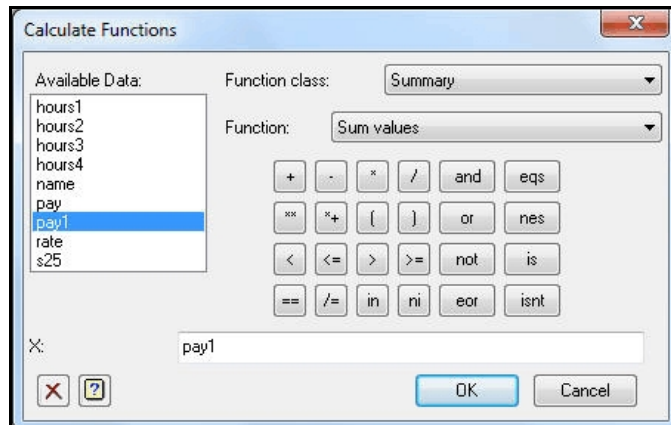 Calculate Functions
Available Data:
Function class:
Summary
hours1
hours2
hours3
hours4
name
pay
pay1
rate
s25
Function:
Sum values
+ - * / and eqs
** *+ ( ) or nes
< <= > >= not is
== /= in ni eor isnt
X:
pay1
OK
Cancel